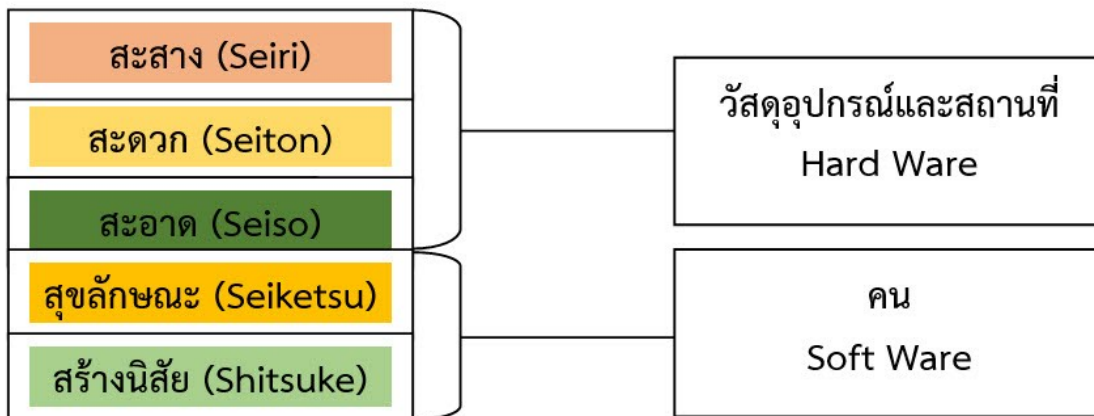 สะสาง (Seiri)
สะดวก (Seiton)
สะอาด (Seiso)
สุขลักษณะ (Seiketsu)
สร้างนิสัย (Shitsuke)
วัสดุอุปกรณ์และสถานที่
Hard Ware
คน
Soft Ware